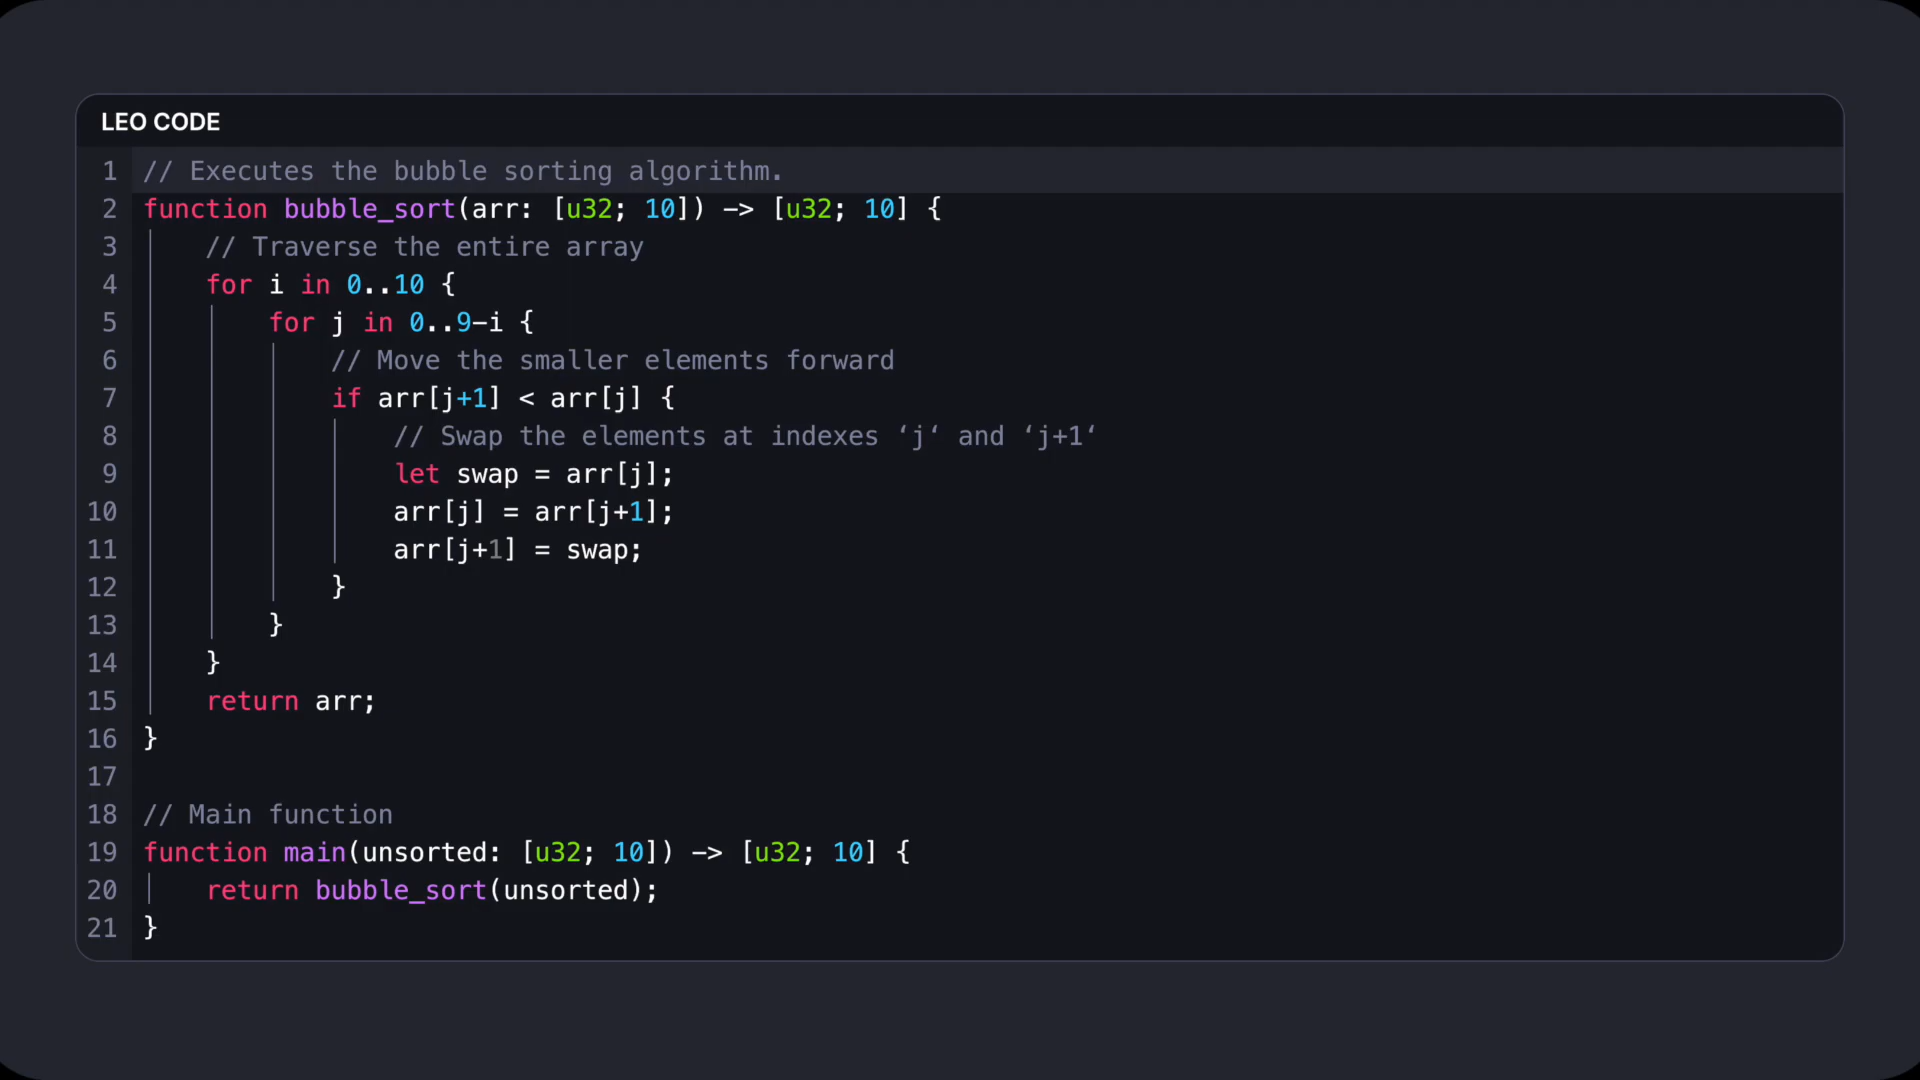 LEO CODE
1 // Executes the bubble sorting algorithm.
2 function bubble_sort(arr: [u32; 10]) -> [u32; 10] {
3 // Traverse the entire array
4 for i in 0..10 {
5 for j in 0..9-i {
6 // Move the smaller elements forward
7 if arr[j+1] < arr[j] {
8 // Swap the elements at indexes ‘j‘ and ‘j+1‘
9 let swap = arr[j];
10 arr[j] = arr[j+1];
11 arr[j+1] = swap;
12 }
13 }
14 }
15 return arr;
16 }
17
18 // Main function
19 function main(unsorted: [u32; 10]) -> [u32; 10] {
20 return bubble_sort(unsorted);
21 }